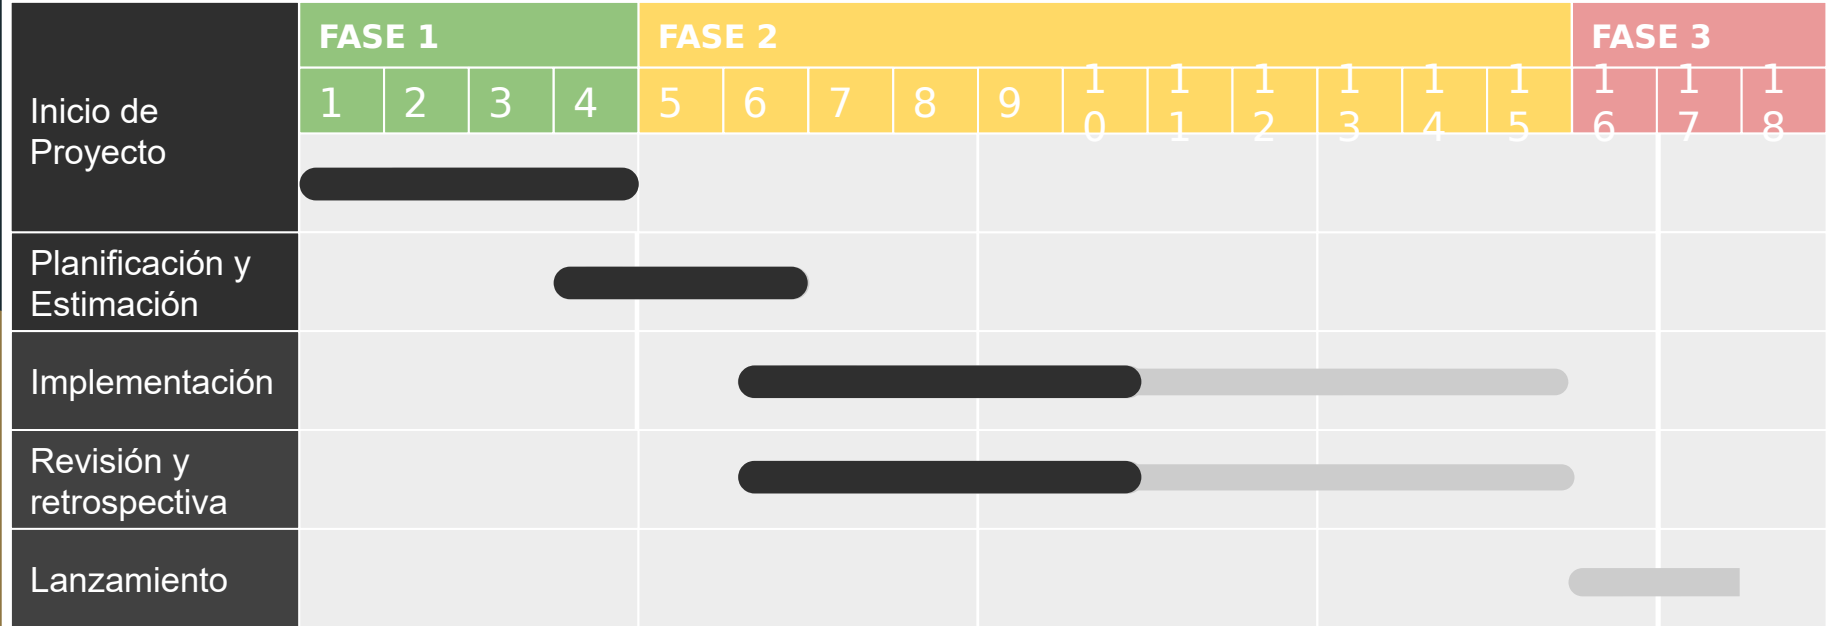 FASE 1
FASE 2
FASE 3
1 2 3 4 5 6 7 8 9 10 11 12 13 14 15 16 17 18
Inicio de
Proyecto
Planificación y
Estimación
Implementación
Revisión y
retrospectiva
Lanzamiento